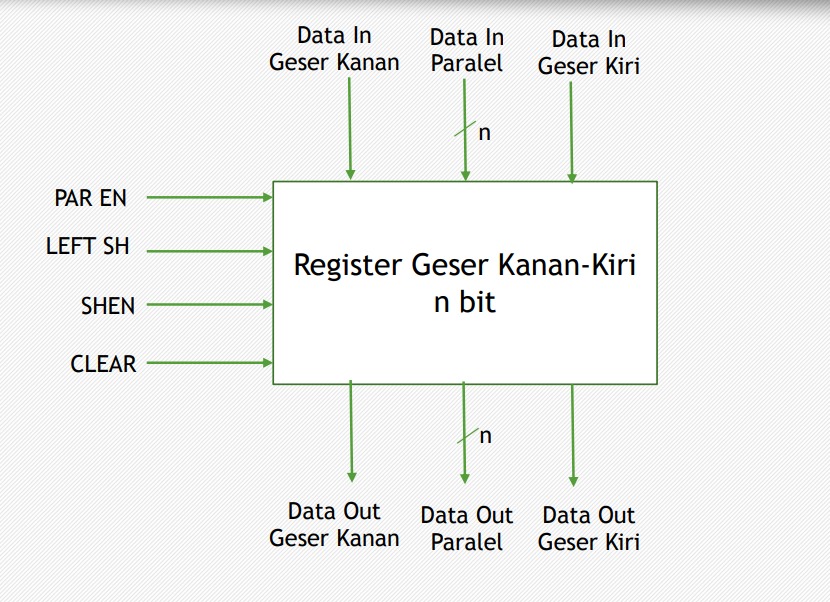 Data In
Geser Kanan
Data In
Paralel
Data In
Geser Kiri
n
PAR EN
LEFT SH
SHEN
CLEAR
Register Geser Kanan-Kiri
n bit
n
Data Out
Geser Kanan
Data Out
Paralel
Data Out
Geser Kiri